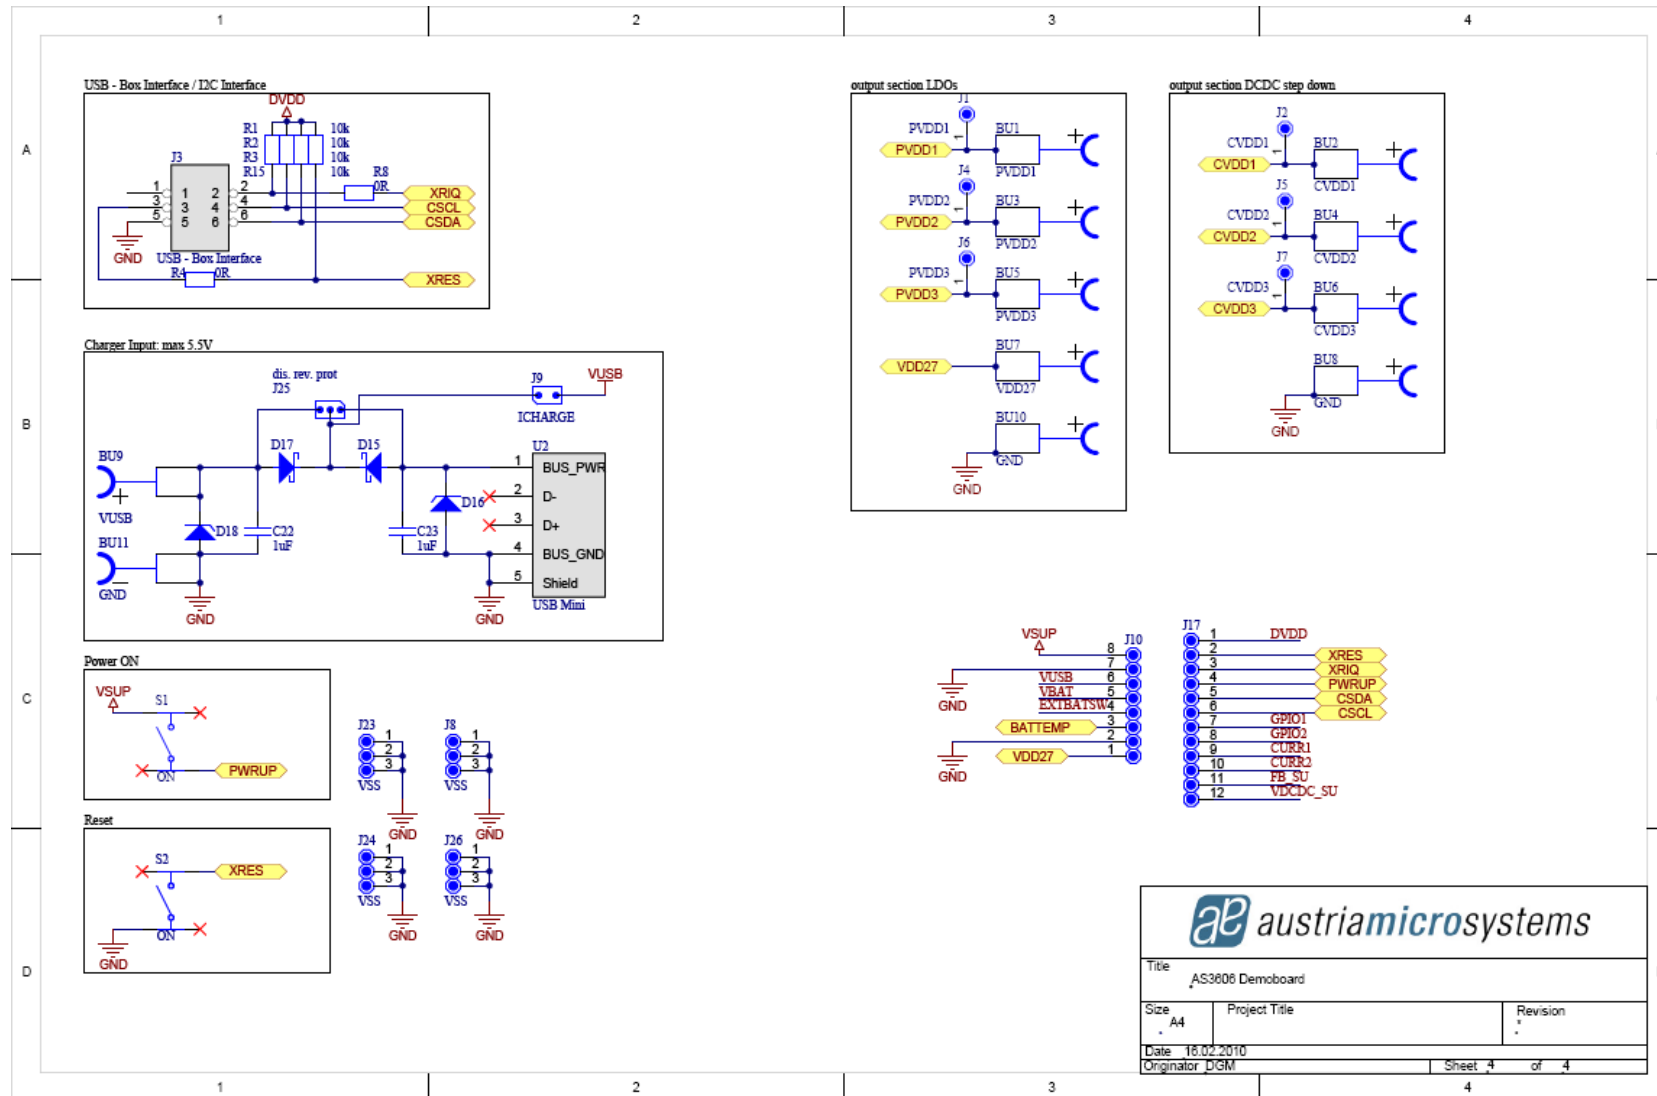 1 2 3 4
A
B
C
D
USB - Box Interface / I2C Interface
DVDD
R1 10k
R2 10k
R3 10k
R15 10k
J3
R8
0R
1 1 2 2
3 3 4 4
5 5 6 6
XRIQ
CSCL
CSDA
GND
USB - Box Interface
R4 0R
XRES
Charger Input: max 5.5V
dis. rev. prot
J25
J9
VUSB
ICHARGE
D17
D15
U2
BU9
VUSB
BU11
GND
D18
C22
1uF
C23
1uF
D16
1 BUS_PWR
2 D-
3 D+
4 BUS_GND
5 Shield
USB Mini
GND
GND
Power ON
VSUP
S1
ON
PWRUP
Reset
S2
XRES
ON
GND
J23
1
2
3
VSS
GND
J8
1
2
3
VSS
GND
J24
1
2
3
VSS
GND
J26
1
2
3
VSS
GND
output section LDOs
J1
PVDD1
PVDD1
1
BU1
PVDD1
J4
PVDD2
PVDD2
1
BU3
PVDD2
J6
PVDD3
PVDD3
1
BU5
PVDD3
VDD27
BU7
VDD27
BU10
GND
GND
output section DCDC step down
J2
CVDD1
CVDD1
1
BU2
CVDD1
J5
CVDD2
CVDD2
1
BU4
CVDD2
J7
CVDD3
CVDD3
1
BU6
CVDD3
BU8
GND
GND
J10
VSUP 8
7
GND
VUSB 6
VBAT 5
EXTBATSW 4
BATTEMP 3
2
GND
VDD27 1
J17
1 DVDD
2 XRES
3 XRIQ
4 PWRUP
5 CSDA
6 CSCL
7 GPIO1
8 GPIO2
9 CURR1
10 CURR2
11 FB_SU
12 VDCDC_SU
ae austriamicrosystems
Title
AS3606 Demoboard
Size Project Title Revision
A4 *
Date 16.02.2010
Originator DGM Sheet 4 of 4
1 2 3 4